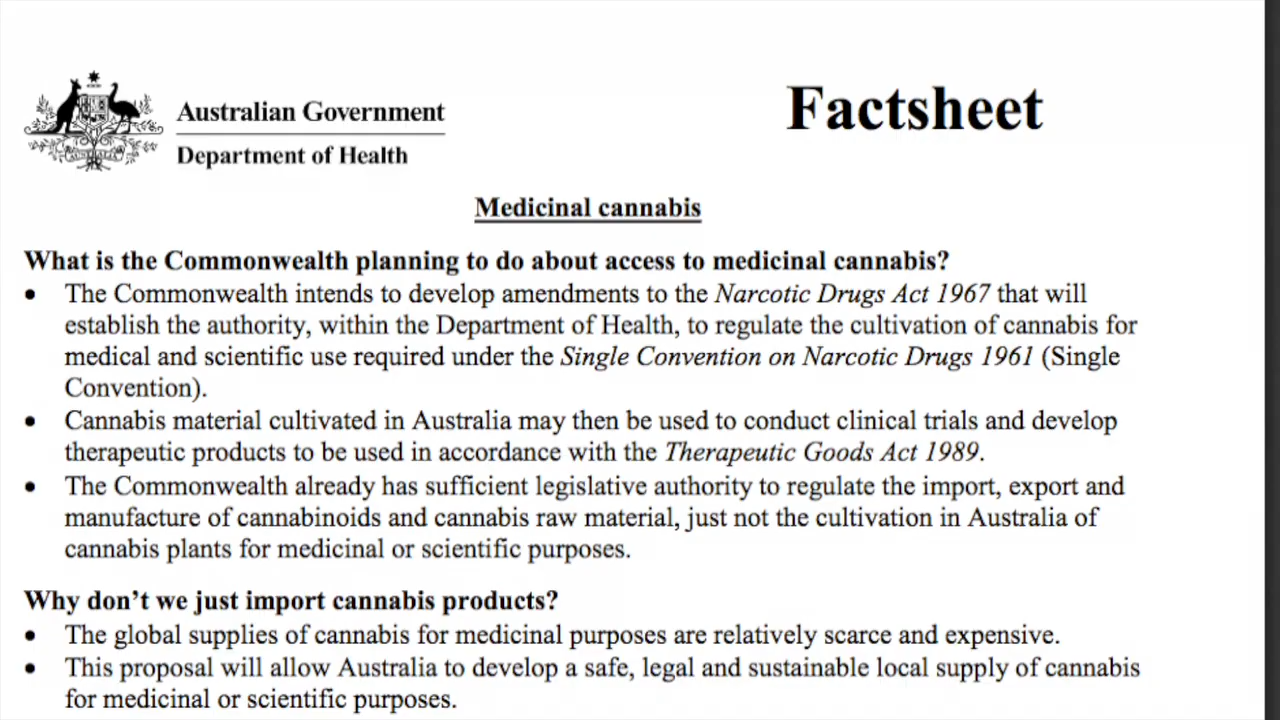 Australian Government
Department of Health
Factsheet
Medicinal cannabis
What is the Commonwealth planning to do about access to medicinal cannabis?
• The Commonwealth intends to develop amendments to the Narcotic Drugs Act 1967 that will
establish the authority, within the Department of Health, to regulate the cultivation of cannabis for
medical and scientific use required under the Single Convention on Narcotic Drugs 1961 (Single
Convention).
• Cannabis material cultivated in Australia may then be used to conduct clinical trials and develop
therapeutic products to be used in accordance with the Therapeutic Goods Act 1989.
• The Commonwealth already has sufficient legislative authority to regulate the import, export and
manufacture of cannabinoids and cannabis raw material, just not the cultivation in Australia of
cannabis plants for medicinal or scientific purposes.
Why don’t we just import cannabis products?
• The global supplies of cannabis for medicinal purposes are relatively scarce and expensive.
• This proposal will allow Australia to develop a safe, legal and sustainable local supply of cannabis
for medicinal or scientific purposes.